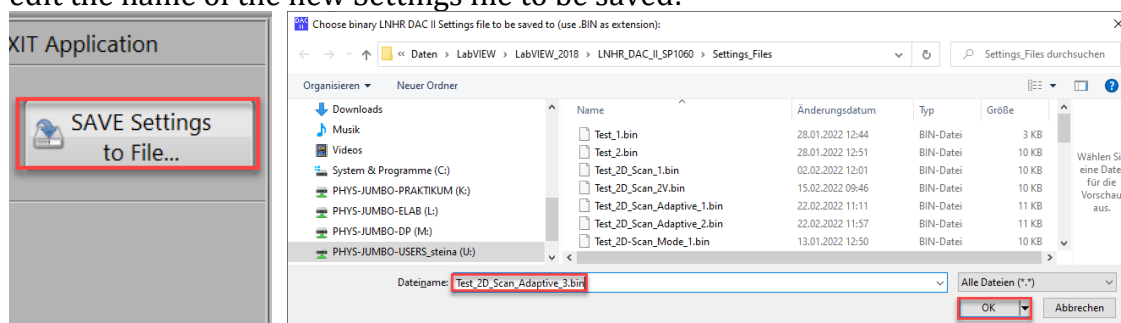 edit the name of the new Settings file to be saved.
XIT Application
SAVE Settings
to File...
Choose binary LNHR DAC II Settings file to be saved to (use .BIN as extension):
« Daten > LabVIEW > LabVIEW_2018 > LNHR_DAC_II_SP1060 > Settings_Files
Settings_Files durchsuchen
Organisieren Neuer Ordner
Downloads
Musik
Videos
System & Programme (C:)
PHYS-JUMBO-PRAKTIKUM (K:)
PHYS-JUMBO-ELAB (L:)
PHYS-JUMBO-DP (M:)
PHYS-JUMBO-USERS_steina (U:)
Name Änderungsdatum Typ Größe
Test_1.bin 28.01.2022 12:44 BIN-Datei 3 KB
Test_2.bin 28.01.2022 12:51 BIN-Datei 10 KB
Test_2D_Scan_1.bin 02.02.2022 12:01 BIN-Datei 10 KB
Test_2D_Scan_2V.bin 15.02.2022 09:46 BIN-Datei 10 KB
Test_2D_Scan_Adaptive_1.bin 22.02.2022 11:11 BIN-Datei 11 KB
Test_2D_Scan_Adaptive_2.bin 22.02.2022 11:57 BIN-Datei 11 KB
Test_2D-Scan_Mode_1.bin 13.01.2022 12:50 BIN-Datei 10 KB
Wählen Si
eine Date
für die
Vorschau
aus.
Dateiname: Test_2D_Scan_Adaptive_3.bin
Alle Dateien (*.*)
OK Abbrechen